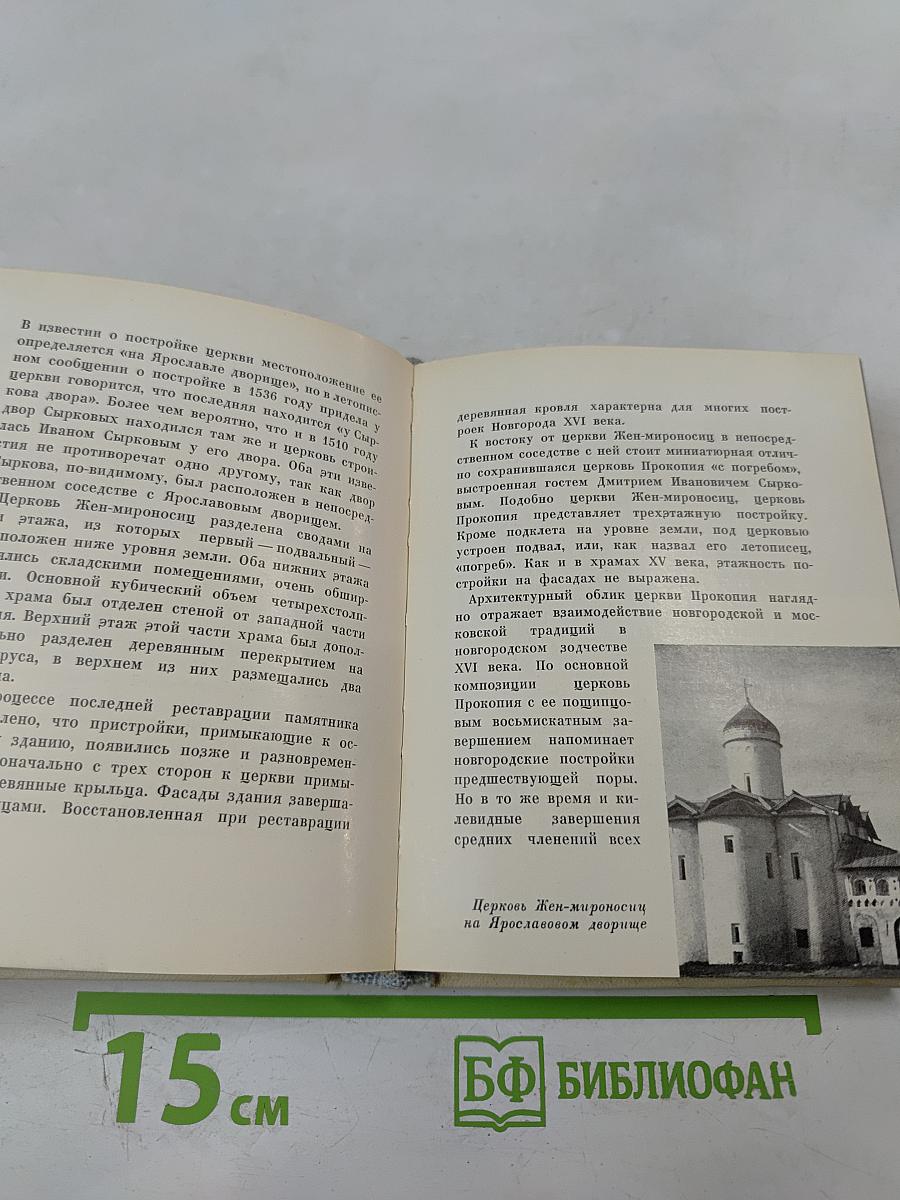 В известии о постройке церкви местоположение ее
определяется «на Ярославле дворище», но в летопис-
ном сообщении о постройке в 1536 году придела у
церкви говорится, что последняя находится «у Сыр-
кова двора». Более чем вероятно, что и в 1510 году
двор Сырковых находился там же и церковь строи-
лась Иваном Сырковым у его двора. Оба эти изве-
стия не противоречат одно другому, так как двор
Сыркова, по-видимому, был расположен в непосред-
ственном соседстве с Ярославовым дворищем.
Церковь Жен-мироносиц разделена сводами на
этажа, из которых первый — подвальный —
положен ниже уровня земли. Оба нижних этажа
лялись складскими помещениями, очень обшир-
и. Основной кубический объем четырехстолп-
храма был отделен стеной от западной части
ия. Верхний этаж этой части храма был допол-
ьно разделен деревянным перекрытием на
руса, в верхнем из них размещались два
а.
роцессе последней реставрации памятника
лено, что пристройки, примыкающие к ос-
у зданию, появились позже и разновремен-
оначально с трех сторон к церкви примы-
ревянные крыльца. Фасады здания заверша-
цами. Восстановленная при реставрации
деревянная кровля характерна для многих пост-
роек Новгорода XVI века.
К востоку от церкви Жен-мироносиц в непосред-
ственном соседстве с ней стоит миниатюрная отлич-
но сохранившаяся церковь Прокопия «с погребом»,
выстроенная гостем Дмитрием Ивановичем Сырко-
вым. Подобно церкви Жен-мироносиц, церковь
Прокопия представляет трехэтажную постройку.
Кроме подклета на уровне земли, под церковью
устроен подвал, или, как назвал его летописец,
«погреб». Как и в храмах XV века, этажность по-
стройки на фасадах не выражена.
Архитектурный облик церкви Прокопия нагляд-
но отражает взаимодействие новгородской и мос-
ковской традиций в
новгородском зодчестве
XVI века. По основной
композиции церковь
Прокопия с ее пощипцо-
вым восьмискатным за-
вершением напоминает
новгородские постройки
предшествующей поры.
Но в то же время и ки-
левидные завершения
средних членений всех
Церковь Жен-мироносиц
на Ярославовом дворище
15 см
БФ БИБЛИОФАН